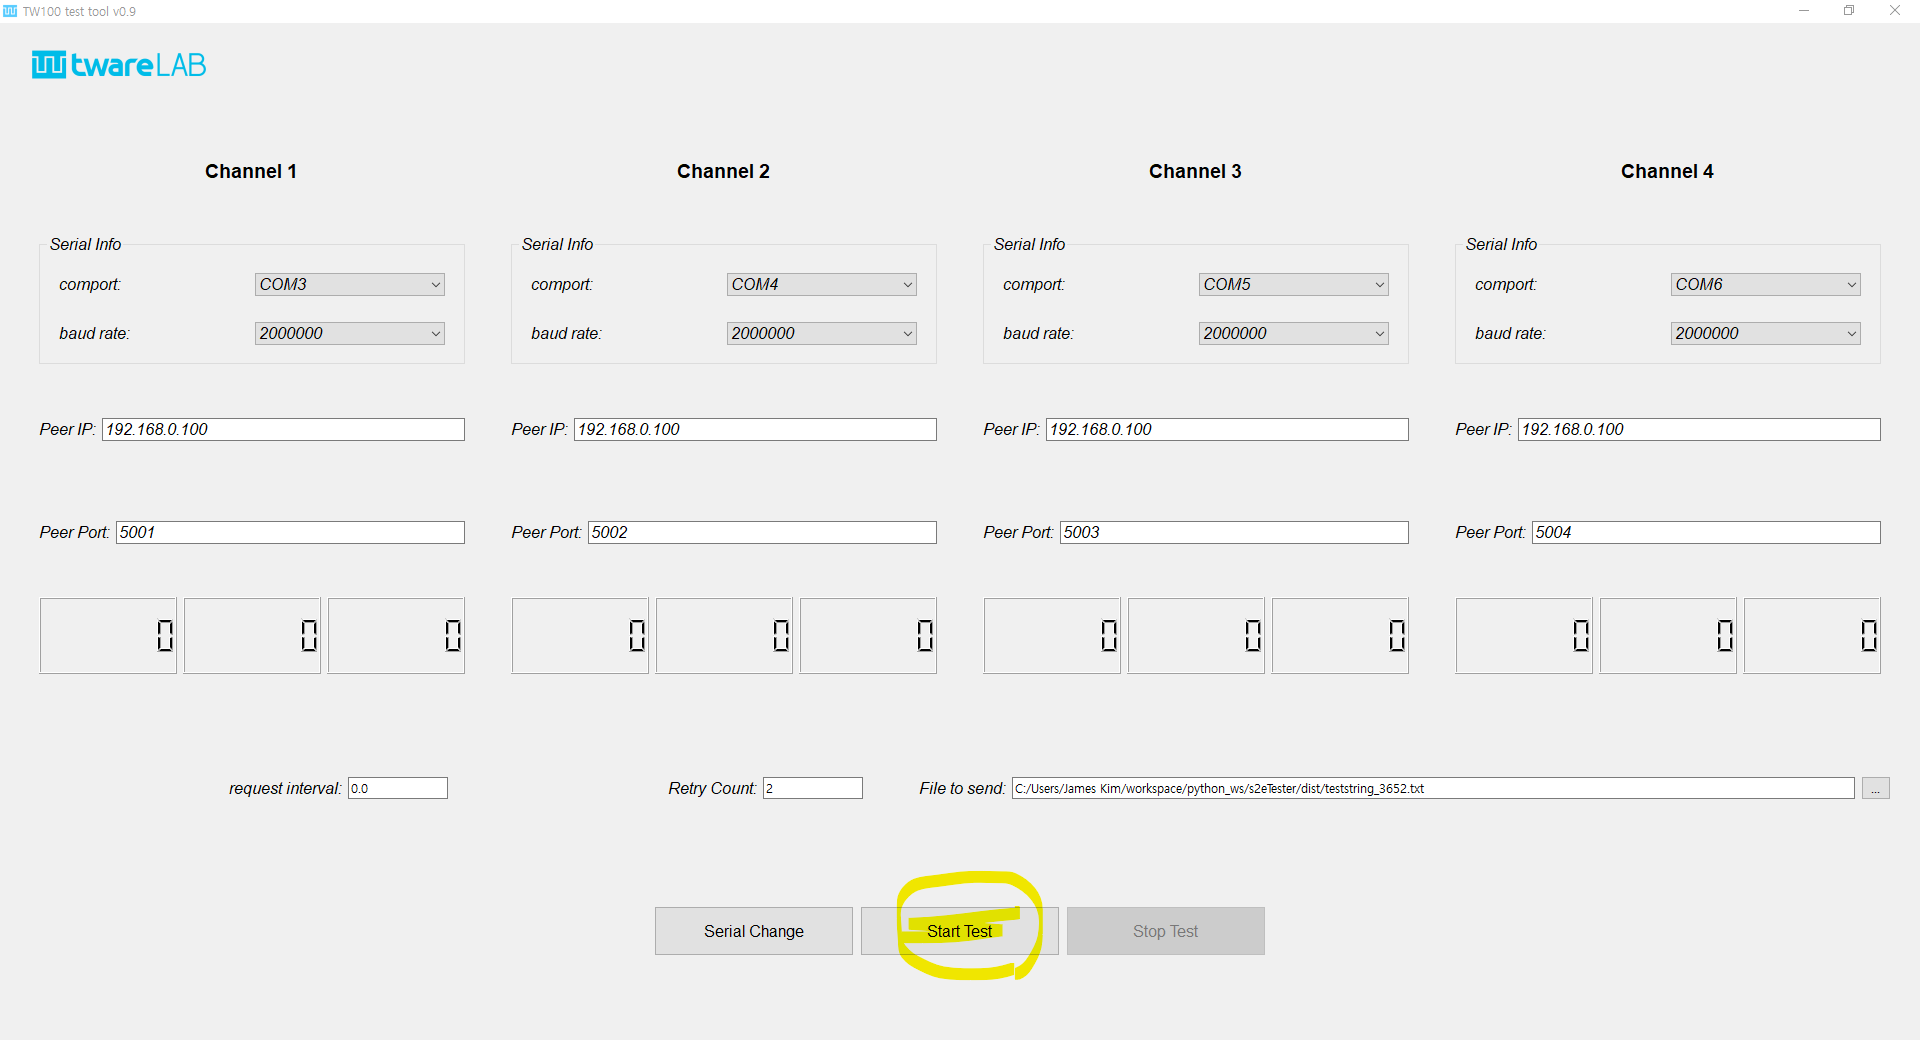 TW100 test tool v0.9
twareLAB
Channel 1 Channel 2 Channel 3 Channel 4
Serial Info Serial Info Serial Info Serial Info
comport: COM3 comport: COM4 comport: COM5 comport: COM6
baud rate: 2000000 baud rate: 2000000 baud rate: 2000000 baud rate: 2000000
Peer IP: 192.168.0.100 Peer IP: 192.168.0.100 Peer IP: 192.168.0.100 Peer IP: 192.168.0.100
Peer Port: 5001 Peer Port: 5002 Peer Port: 5003 Peer Port: 5004
0 0 0 0 0 0 0 0 0 0 0 0
request interval: 0.0 Retry Count: 2 File to send: C:/Users/James Kim/workspace/python_ws/s2eTester/dist/teststring_3652.txt ...
Serial Change Start Test Stop Test